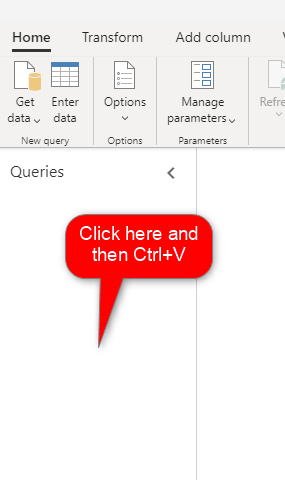 Home Transform Add column
Get data Enter data Options Manage parameters Refre
New query Options Parameters
Queries
Click here and
then Ctrl+V